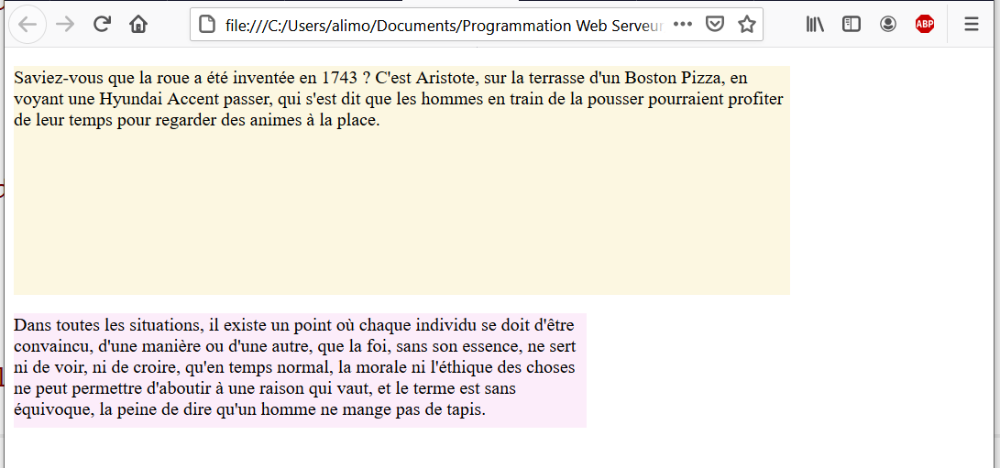 file:///C:/Users/alimo/Documents/Programmation Web Serveur
ABP
Saviez-vous que la roue a été inventée en 1743 ? C'est Aristote, sur la terrasse d'un Boston Pizza, en
voyant une Hyundai Accent passer, qui s'est dit que les hommes en train de la pousser pourraient profiter
de leur temps pour regarder des animes à la place.
Dans toutes les situations, il existe un point où chaque individu se doit d'être
convaincu, d'une manière ou d'une autre, que la foi, sans son essence, ne sert
ni de voir, ni de croire, qu'en temps normal, la morale ni l'éthique des choses
ne peut permettre d'aboutir à une raison qui vaut, et le terme est sans
équivoque, la peine de dire qu'un homme ne mange pas de tapis.